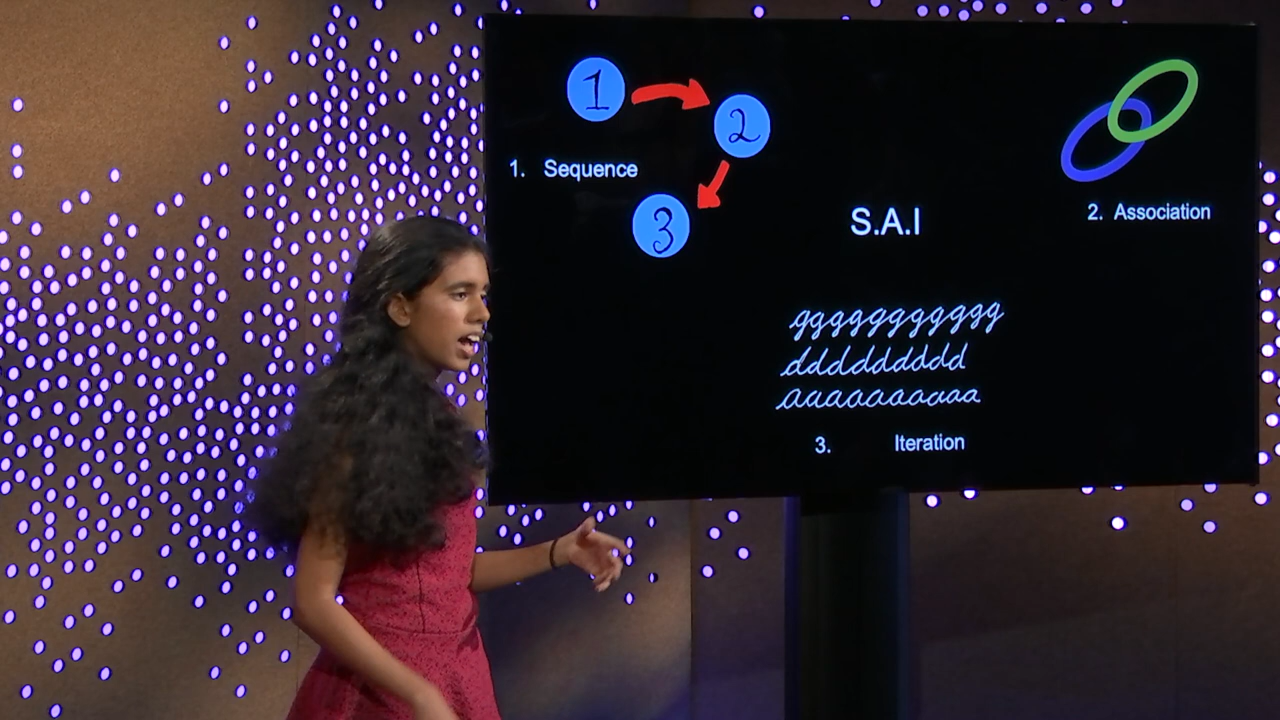 1
2
1. Sequence
3
2. Association
S.A.I
ggggggggggg
ddddddddd
aaaaaaaaaa
3. Iteration